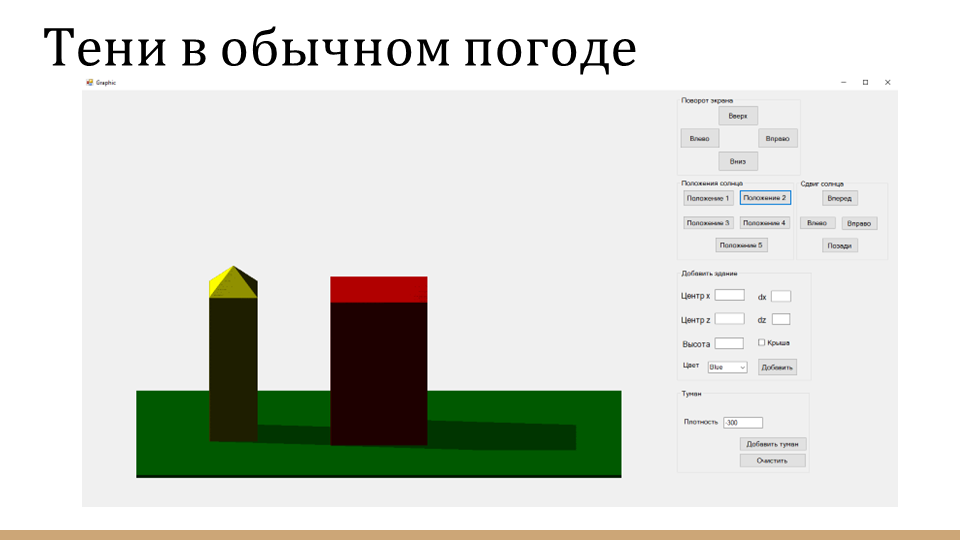 Тени в обычном погоде
Graphic
Поворот экрана
Вверх
Влево Вправо
Вниз
Положения солнца
Положение 1 Положение 2
Положение 3 Положение 4
Положение 5
Сдвиг солнца
Вперед
Влево Вправо
Позади
Добавить здание
Центр x dx
Центр z dz
Высота Крыша
Цвет Blue Добавить
Туман
Плотность -300
Добавить туман
Очистить